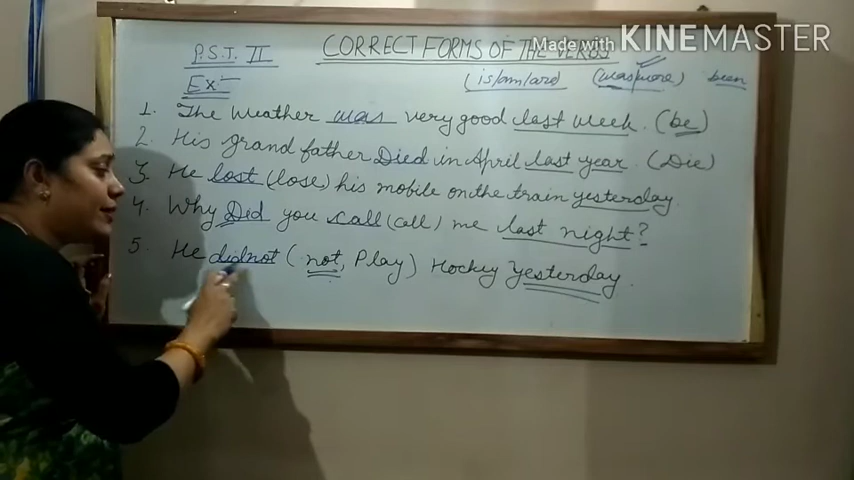 P.S.T. II CORRECT FORMS OF THE VERBS
Made with KINEMASTER
Ex:- (is/am/are) (was/were) been
1. The Weather was very good last week. (be)
2. His grand father Died in April last year. (Die)
3. He lost (lose) his mobile on the train yesterday.
4. Why Did you call (call) me last night?
5. He didnot (not, Play) Hockey Yesterday.